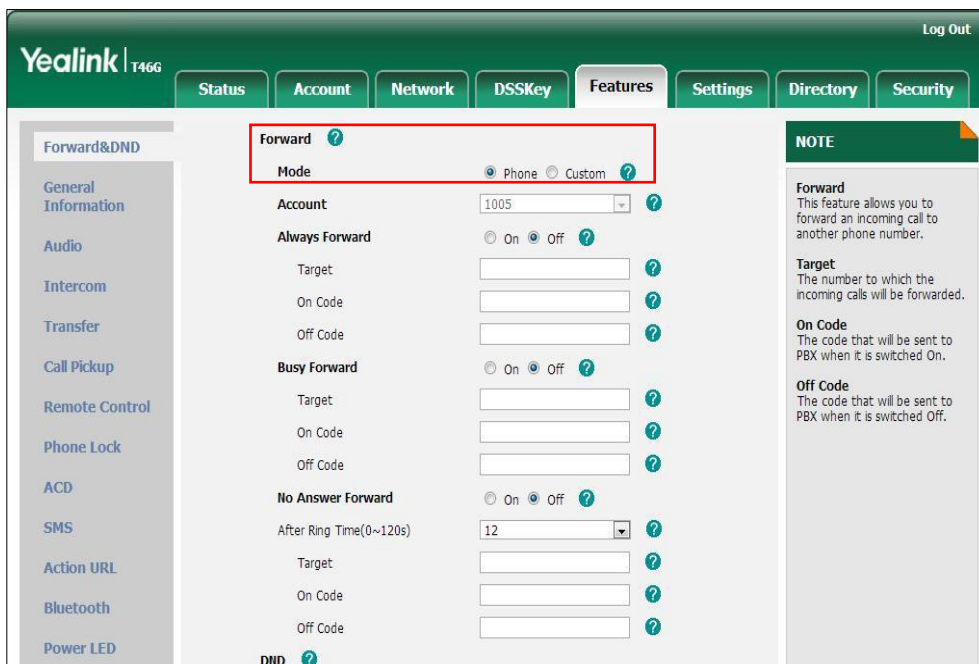 Log Out
Yealink | T46G
Status Account Network DSSKey Features Settings Directory Security
Forward&DND
General
Information
Audio
Intercom
Transfer
Call Pickup
Remote Control
Phone Lock
ACD
SMS
Action URL
Bluetooth
Power LED
Forward ?
Mode Phone Custom ?
Account 1005 ?
Always Forward On Off ?
Target ?
On Code ?
Off Code ?
Busy Forward On Off ?
Target ?
On Code ?
Off Code ?
No Answer Forward On Off ?
After Ring Time(0~120s) 12 ?
Target ?
On Code ?
Off Code ?
DND ?
NOTE
Forward
This feature allows you to
forward an incoming call to
another phone number.
Target
The number to which the
incoming calls will be forwarded.
On Code
The code that will be sent to
PBX when it is switched On.
Off Code
The code that will be sent to
PBX when it is switched Off.